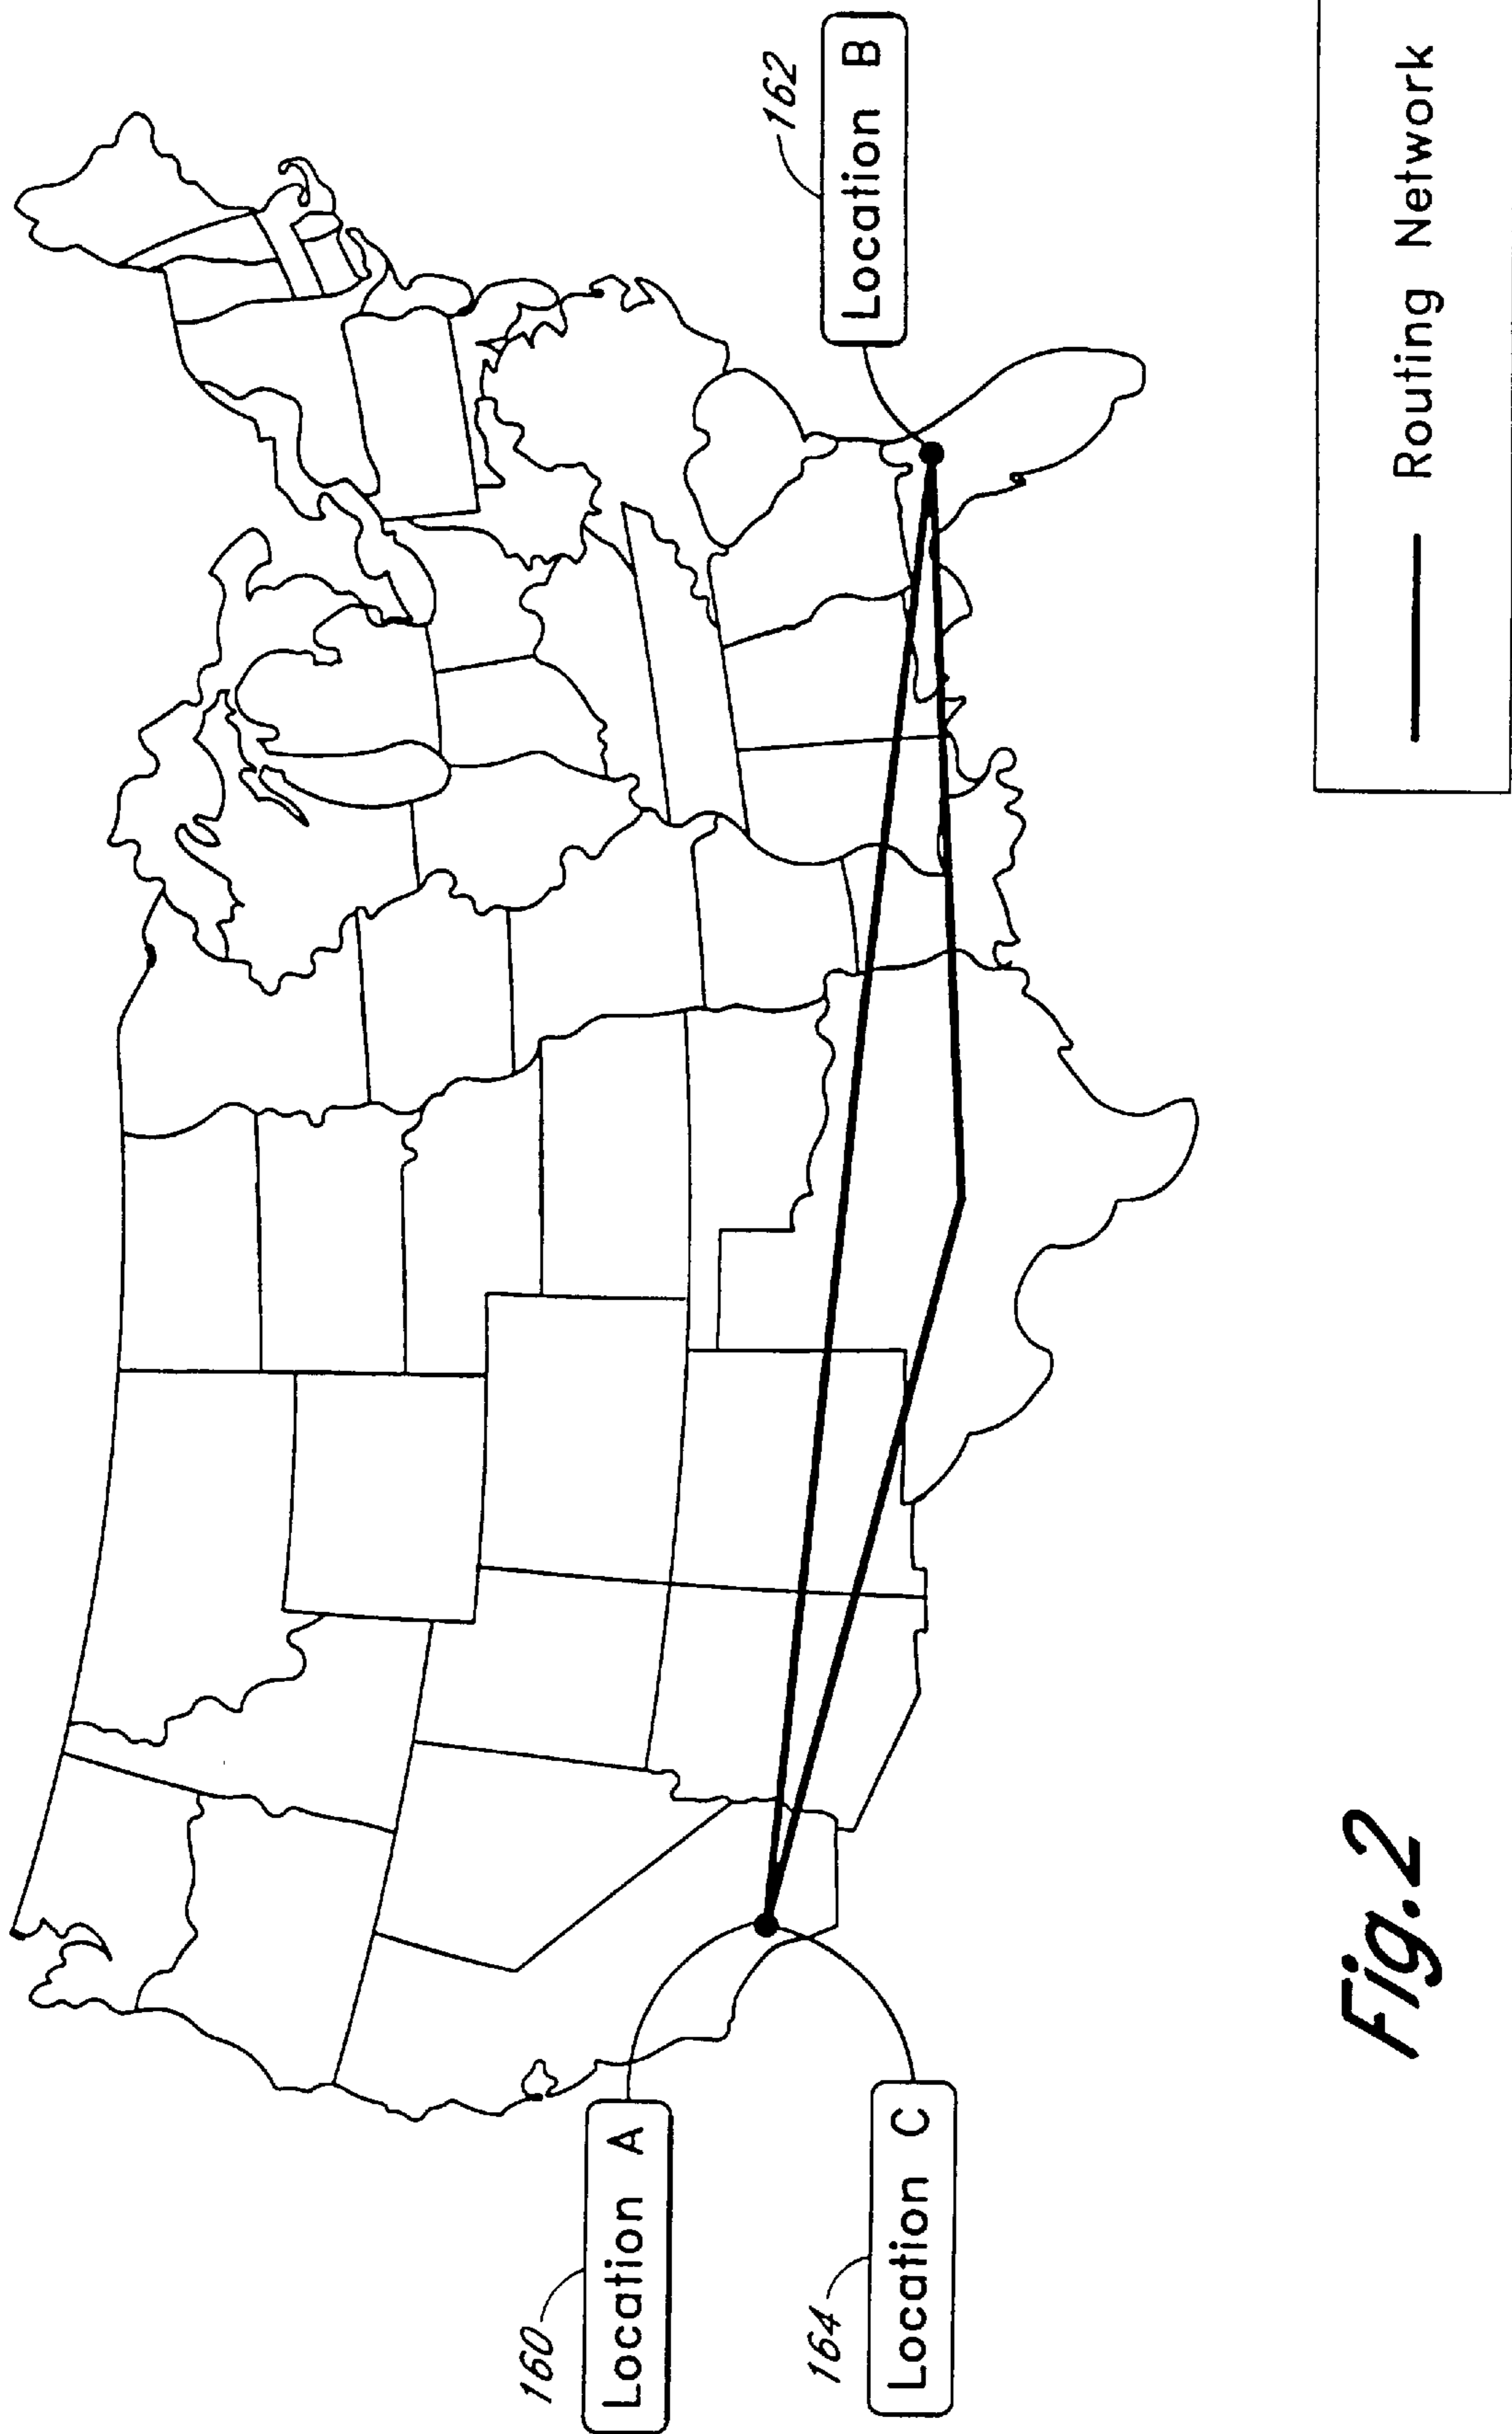 160
Location A
164
Location C
162
Location B
Routing Network
Fig.2